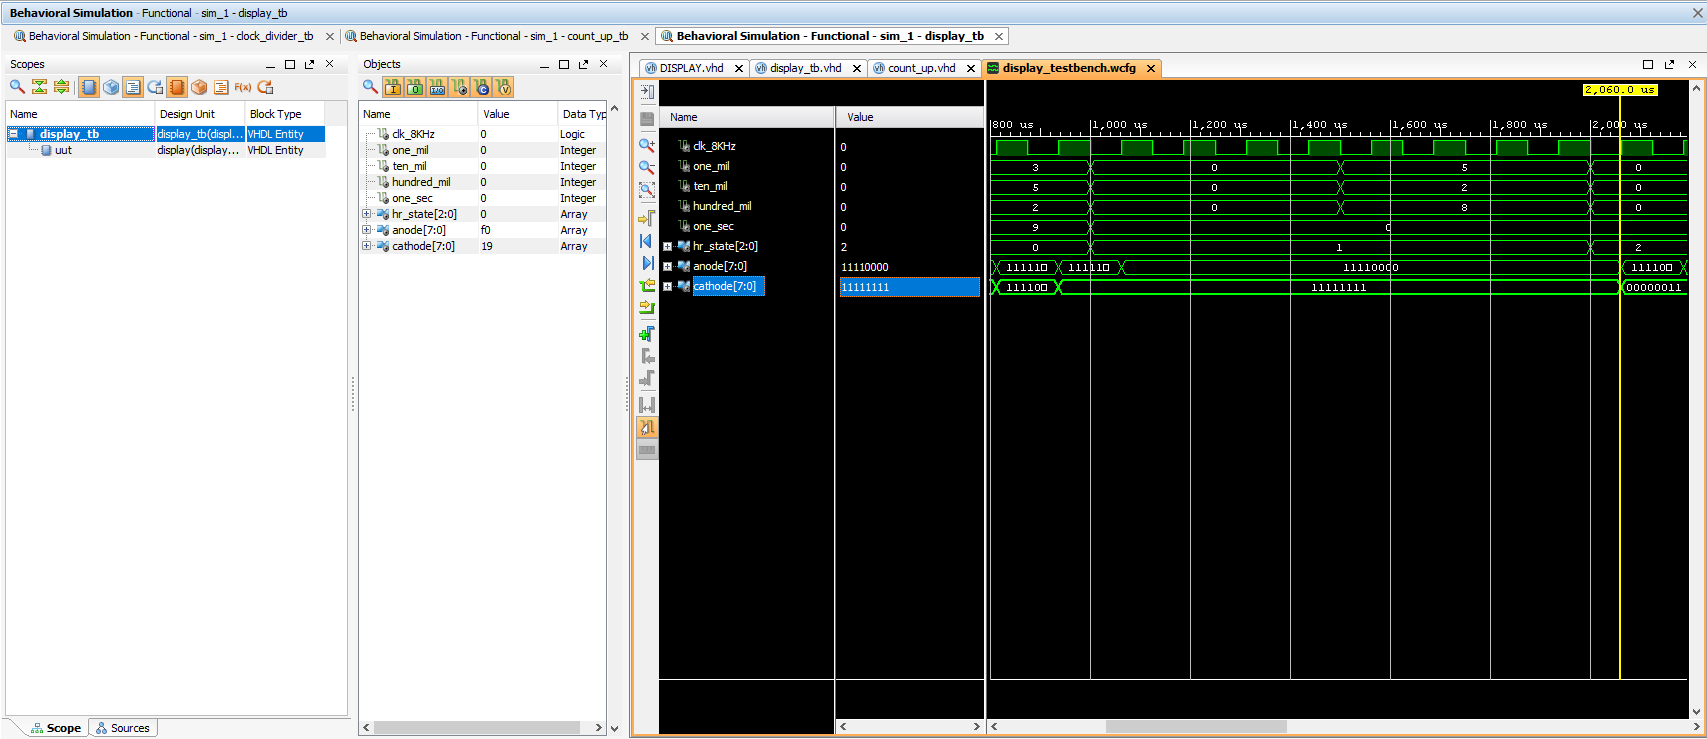 Behavioral Simulation - Functional - sim_1 - display_tb
Behavioral Simulation - Functional - sim_1 - clock_divider_tb
Behavioral Simulation - Functional - sim_1 - count_up_tb
Behavioral Simulation - Functional - sim_1 - display_tb
Scopes
Name Design Unit Block Type
display_tb display_tb(displ... VHDL Entity
uut display(display... VHDL Entity
Scope Sources
Objects
F(x)
Name Value Data Typ
clk_8KHz 0 Logic
one_mil 0 Integer
ten_mil 0 Integer
hundred_mil 0 Integer
one_sec 0 Integer
hr_state[2:0] 0 Array
anode[7:0] f0 Array
cathode[7:0] 19 Array
DISPLAY.vhd display_tb.vhd count_up.vhd display_testbench.wcfg
2,060.0 us
Name Value
800 us 1,000 us 1,200 us 1,400 us 1,600 us 1,800 us 2,000 us
clk_8KHz 0
one_mil 0 3 0 5 0
ten_mil 0 5 0 2 0
hundred_mil 0 2 0 8 0
one_sec 0 9 0
hr_state[2:0] 2 0 1 2
anode[7:0] 11110000 11111□ 11111□ 11110000 11110□
cathode[7:0] 11111111 11110□ 11111111 00000011